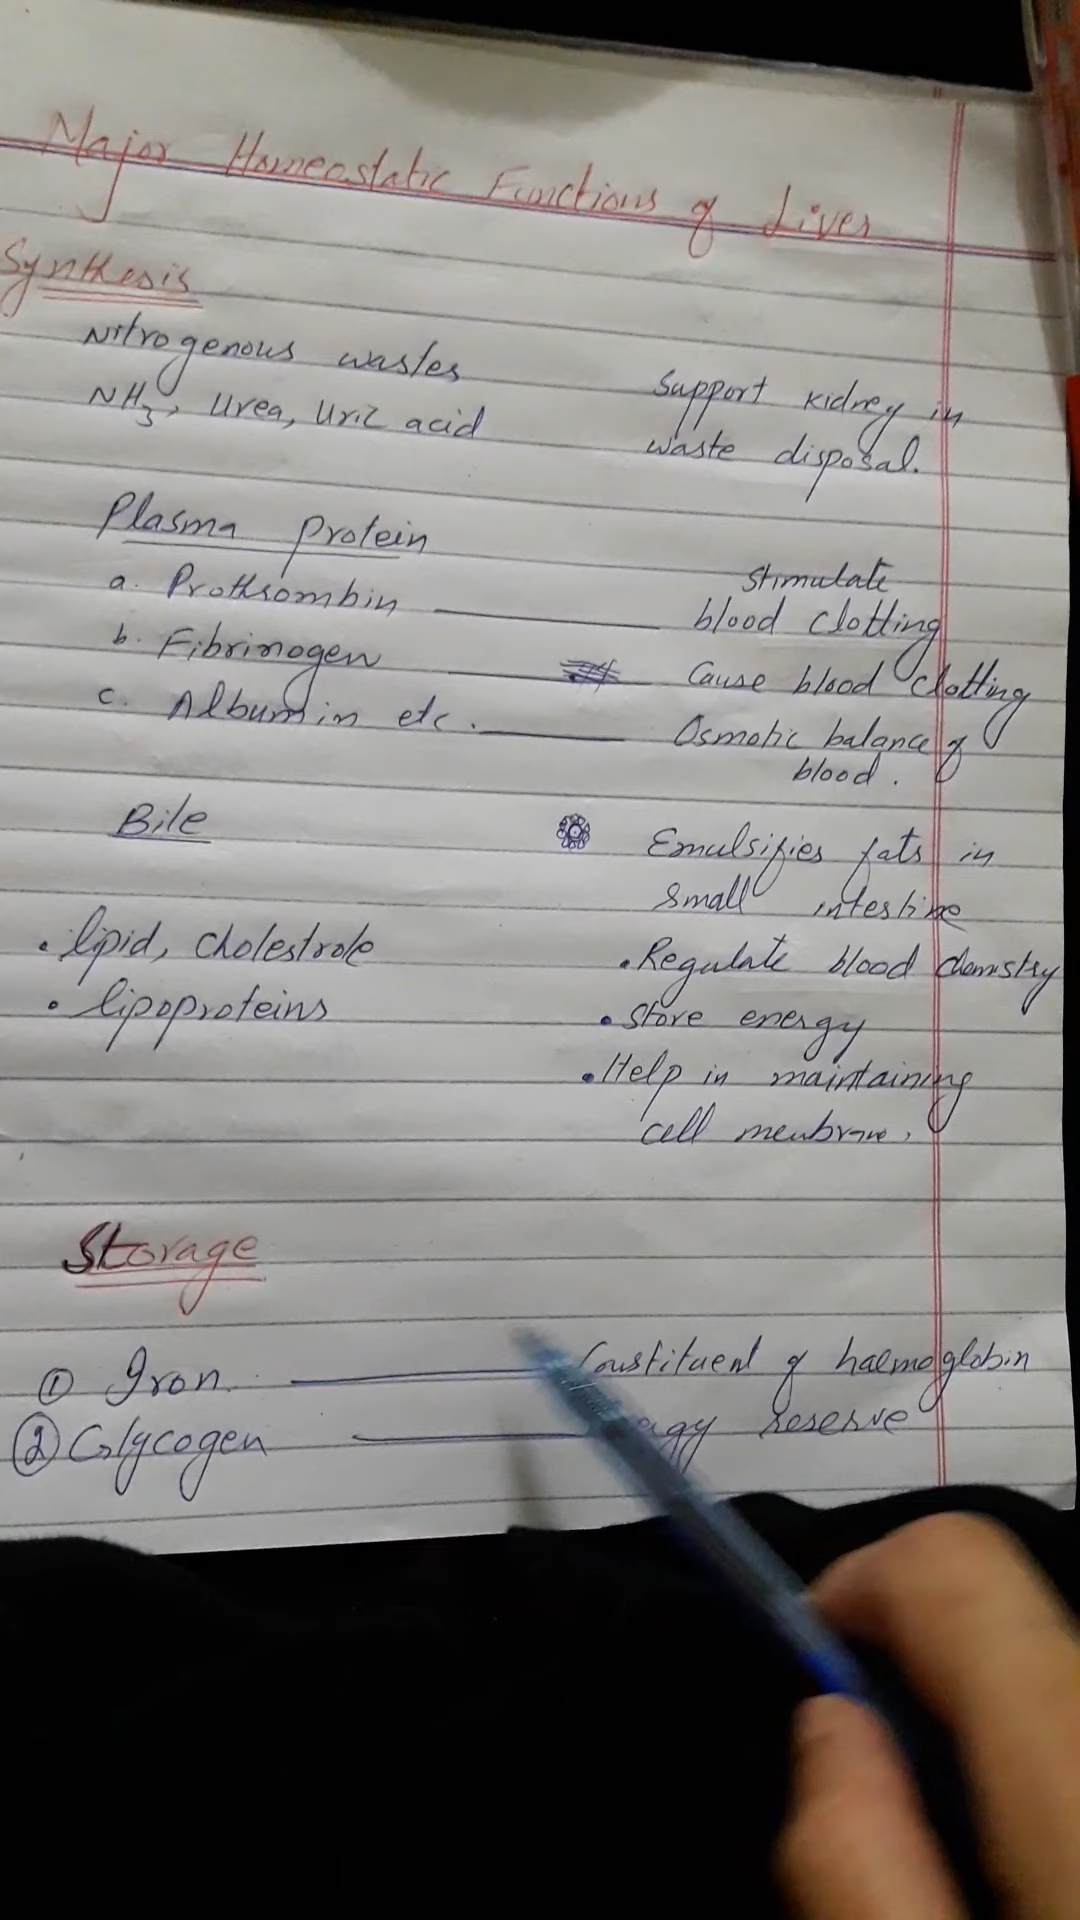 Major Homeostatic Functions of Liver
Synthesis
Nitrogenous wastes
NH3, Urea, Uric acid
Support kidney in
waste disposal.
Plasma protein
a. Prothrombin
Stimulate
blood clotting
b. Fibrinogen
Cause blood clotting
c. Albumin etc.
Osmotic balance of
blood.
Bile
Emulsifies fats in
small intestine
• lipid, cholestrole
• Regulate blood chemistry
• lipoproteins
• Store energy
• Help in maintaining
cell membrane,
Storage
① Iron
Constituent of haemoglobin
② Glycogen
reserve